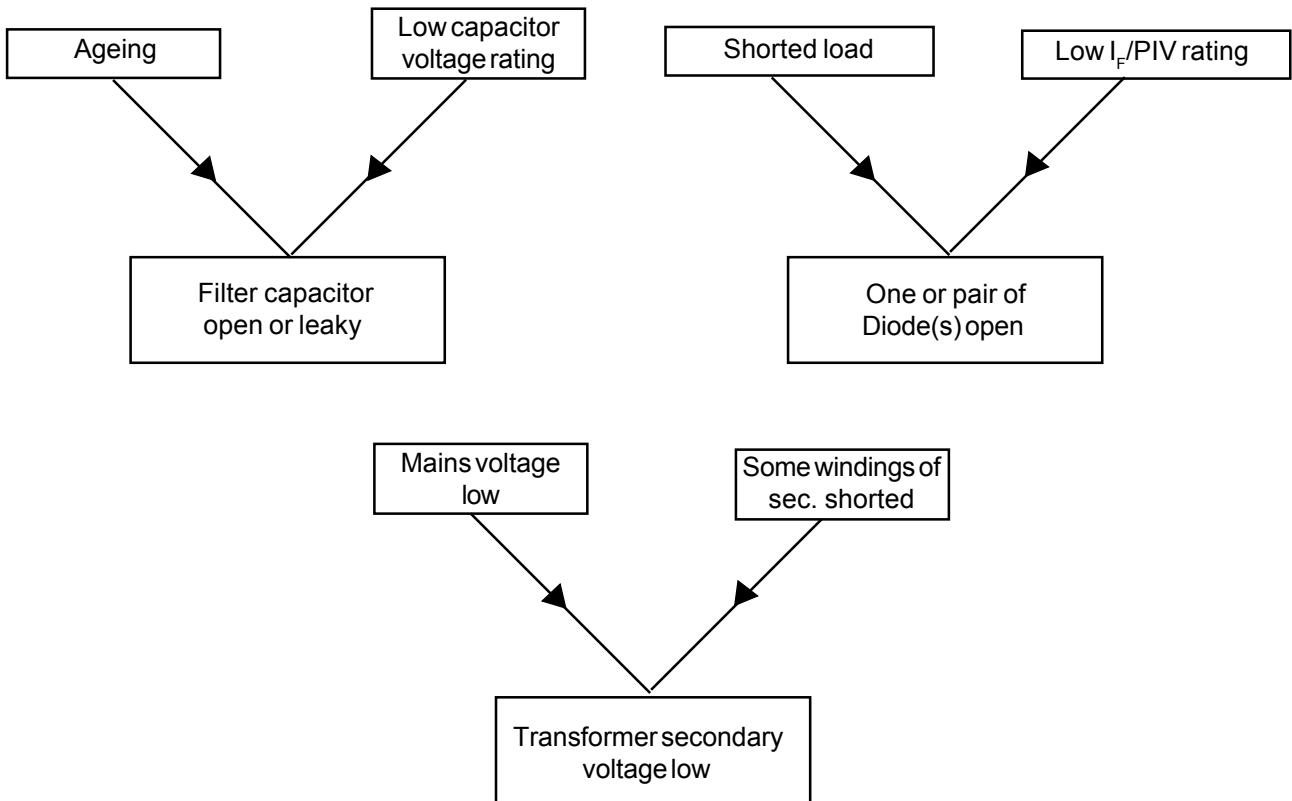 Ageing
Low capacitor
voltage rating
Shorted load
Low I_F/PIV rating
Filter capacitor
open or leaky
One or pair of
Diode(s) open
Mains voltage
low
Some windings of
sec. shorted
Transformer secondary
voltage low